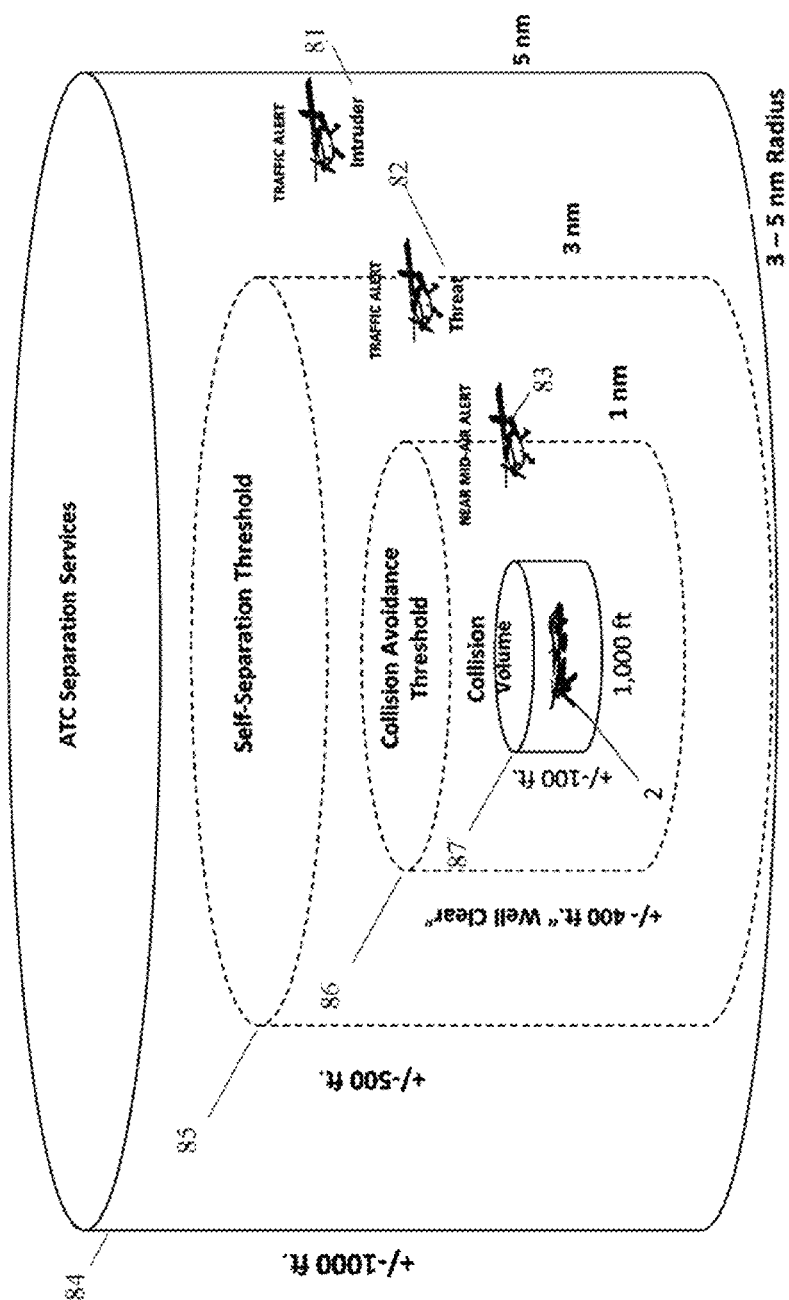 ATC Separation Services
Self-Separation Threshold
Collision Avoidance
Threshold
Collision
Volume
TRAFFIC ALERT
Intruder
81
TRAFFIC ALERT
Threat
82
NEAR MID-AIR ALERT
83
5 nm
3 nm
1 nm
1,000 ft
3 – 5 nm Radius
84
85
86
87
2
+/-1000 ft.
+/-500 ft.
+/-400 ft." Well Clear"
+/-100 ft.